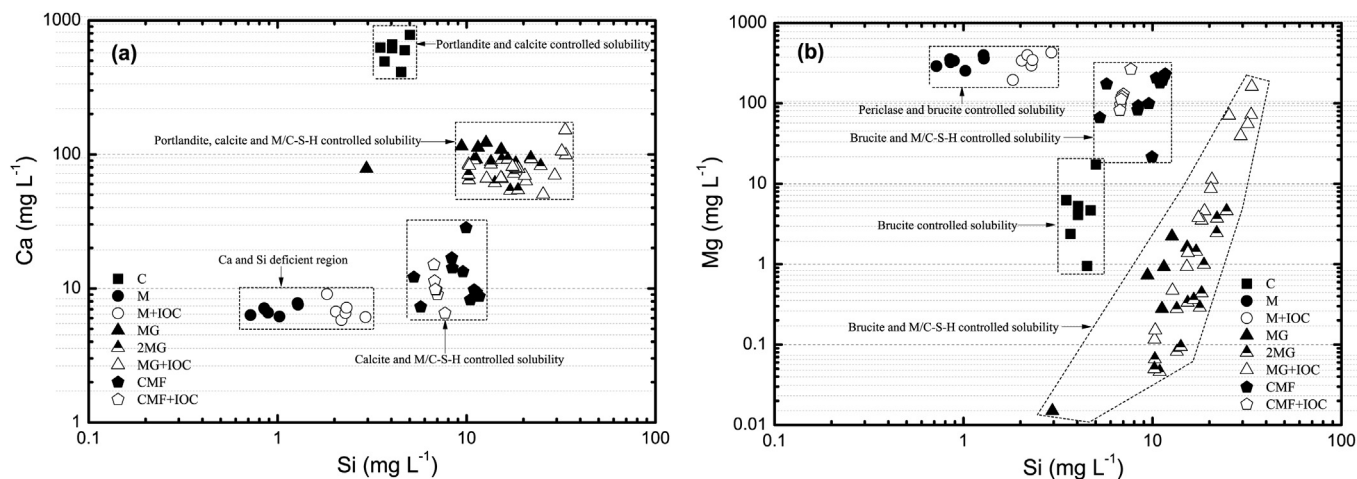 (a)
Ca (mg L⁻¹)
1000
100
10
1
Portlandite and calcite controlled solubility
Portlandite, calcite and M/C-S-H controlled solubility
Ca and Si deficient region
Calcite and M/C-S-H controlled solubility
C
M
M+IOC
MG
2MG
MG+IOC
CMF
CMF+IOC
0.1
1
10
100
Si (mg L⁻¹)
(b)
Mg (mg L⁻¹)
1000
100
10
1
0.1
0.01
Periclase and brucite controlled solubility
Brucite and M/C-S-H controlled solubility
Brucite controlled solubility
Brucite and M/C-S-H controlled solubility
C
M
M+IOC
MG
2MG
MG+IOC
CMF
CMF+IOC
0.1
1
10
100
Si (mg L⁻¹)